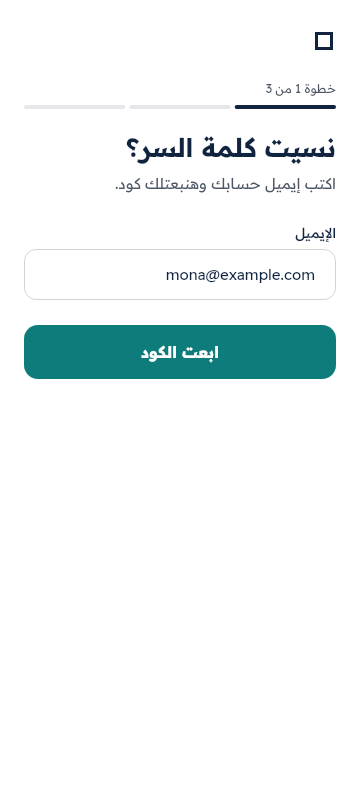 خطوة 1 من 3
نسيت كلمة السر؟
اكتب إيميل حسابك وهنبعتلك كود.
الإيميل
mona@example.com
ابعت الكود